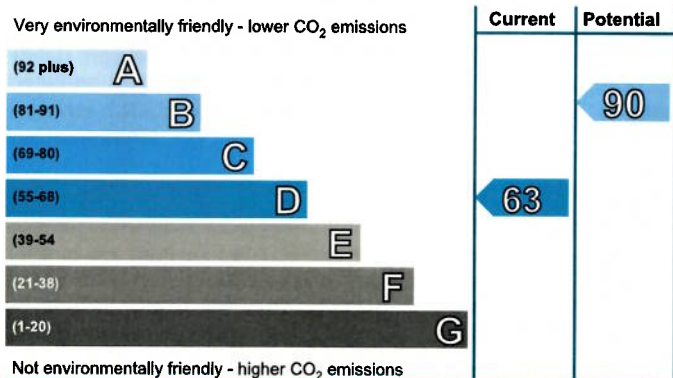 Very environmentally friendly - lower CO₂ emissions
Current Potential
(92 plus) A
(81-91) B
90
(69-80) C
(55-68) D
63
(39-54 E
(21-38) F
(1-20) G
Not environmentally friendly - higher CO₂ emissions